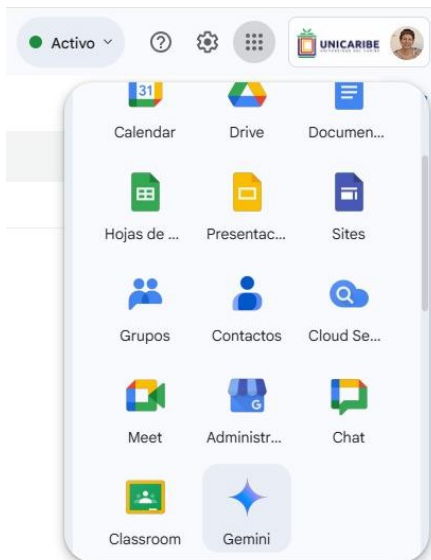 Activo
UNICARIBE
31
Calendar Drive Documen...
Hojas de ... Presentac... Sites
Grupos Contactos Cloud Se...
G
Meet Administr... Chat
Classroom Gemini